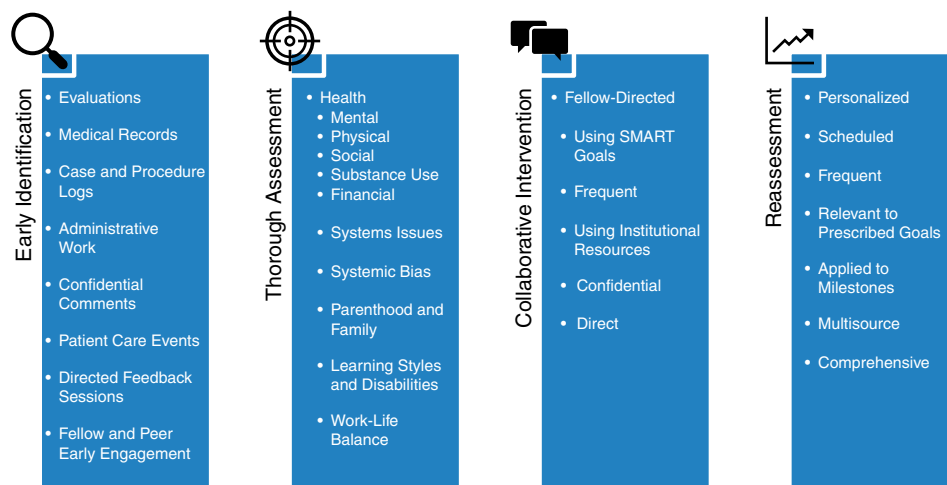 Early Identification
• Evaluations
• Medical Records
• Case and Procedure
Logs
• Administrative
Work
• Confidential
Comments
• Patient Care Events
• Directed Feedback
Sessions
• Fellow and Peer
Early Engagement
Thorough Assessment
• Health
• Mental
• Physical
• Social
• Substance Use
• Financial
• Systems Issues
• Systemic Bias
• Parenthood and
Family
• Learning Styles
and Disabilities
• Work-Life
Balance
Collaborative Intervention
• Fellow-Directed
• Using SMART
Goals
• Frequent
• Using Institutional
Resources
• Confidential
• Direct
Reassessment
• Personalized
• Scheduled
• Frequent
• Relevant to
Prescribed Goals
• Applied to
Milestones
• Multisource
• Comprehensive